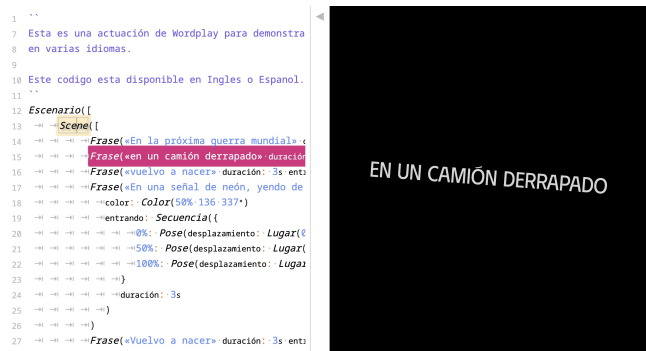 1 ``
7 Esta es una actuación de Wordplay para demonstra
8 en varias idiomas.
9
10 Este codigo esta disponible en Ingles o Espanol.
11 ``
12 Escenario([
13 Scene([
14 Frase(«En la próxima guerra mundial»
15 Frase(«en un camión derrapado» duración
16 Frase(«vuelvo a nacer» duración: 3s entr
17 Frase(«En una señal de neón, yendo de
18 color: Color(50% 136 337°)
19 entrando: Secuencia({
20 0%: Pose(desplazamiento: Lugar(0
21 50%: Pose(desplazamiento: Lugar(
22 100%: Pose(desplazamiento: Lugar
23 }
24 duración: 3s
25 )
26 )
27 Frase(«Vuelvo a nacer» duración: 3s entr
EN UN CAMIÓN DERRAPADO